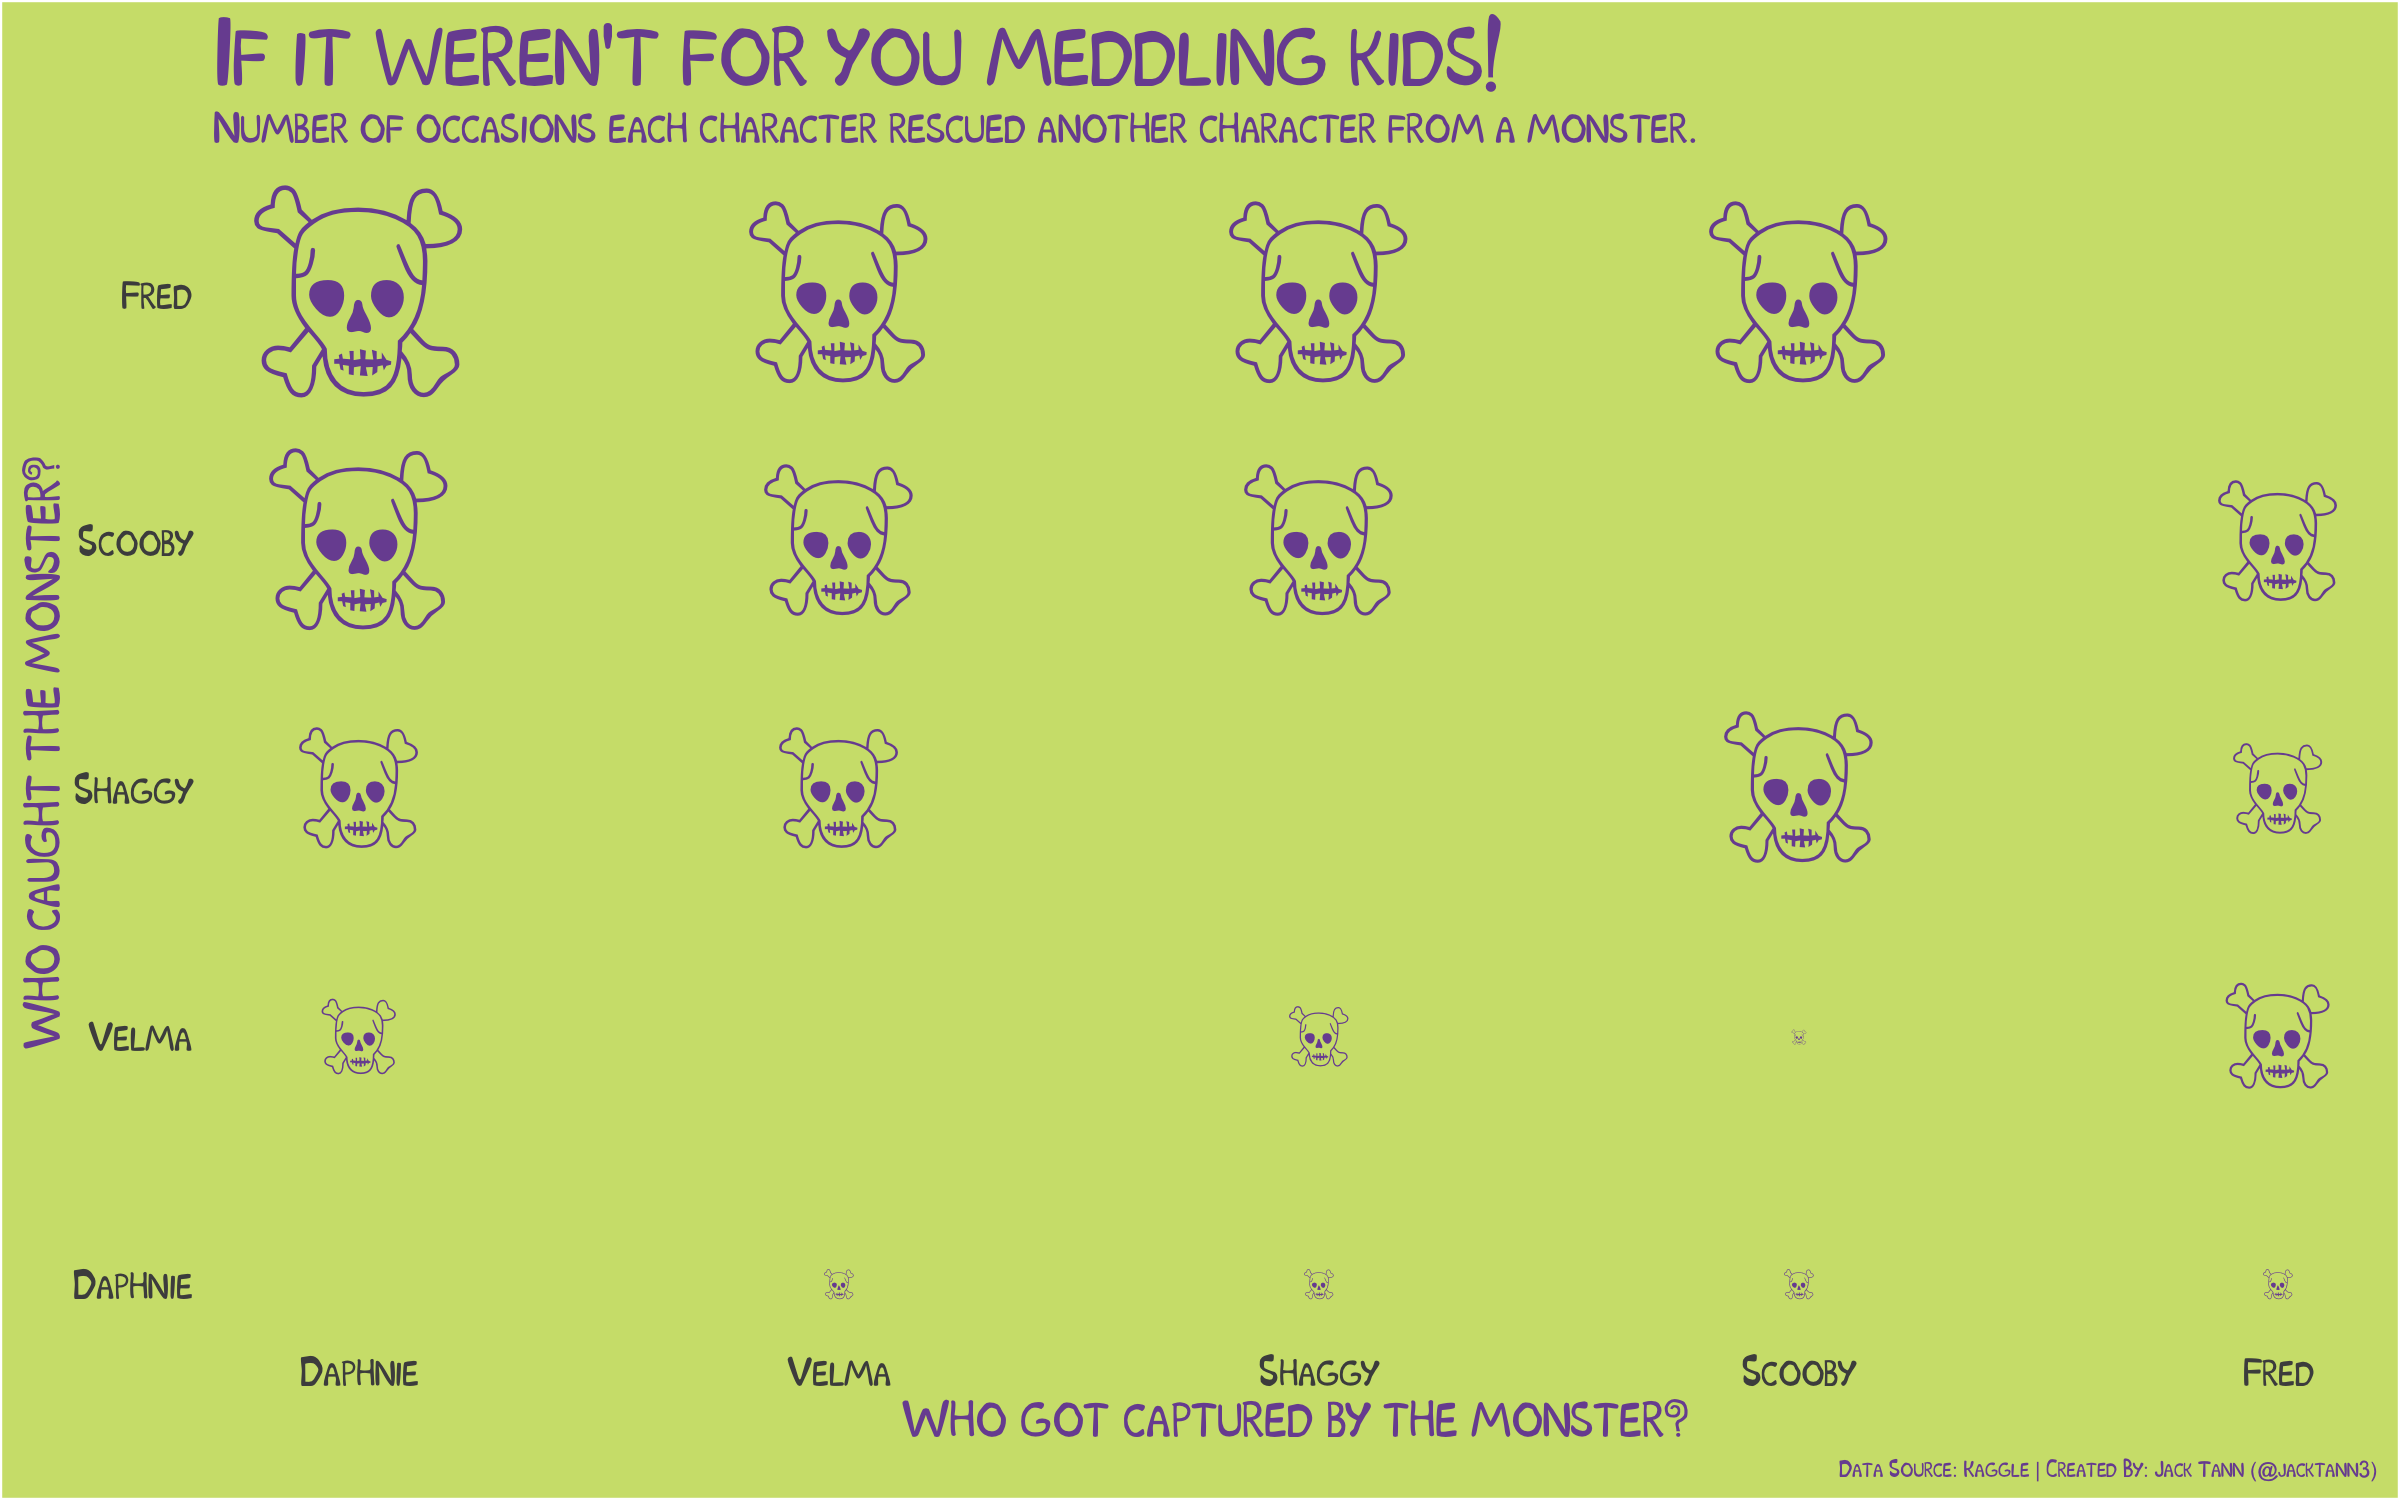 If it weren't for you meddling kids!
Number of occasions each character rescued another character from a monster.
Who caught the monster?
Fred
Scooby
Shaggy
Velma
Daphnie
Daphnie Velma Shaggy Scooby Fred
Who got captured by the monster?
Data Source: Kaggle | Created By: Jack Tann (@jacktann3)